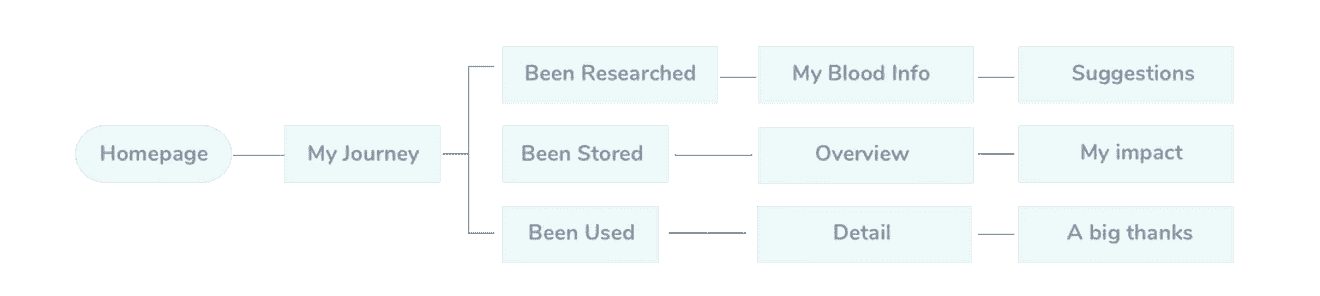 Homepage
My Journey
Been Researched
My Blood Info
Suggestions
Been Stored
Overview
My impact
Been Used
Detail
A big thanks